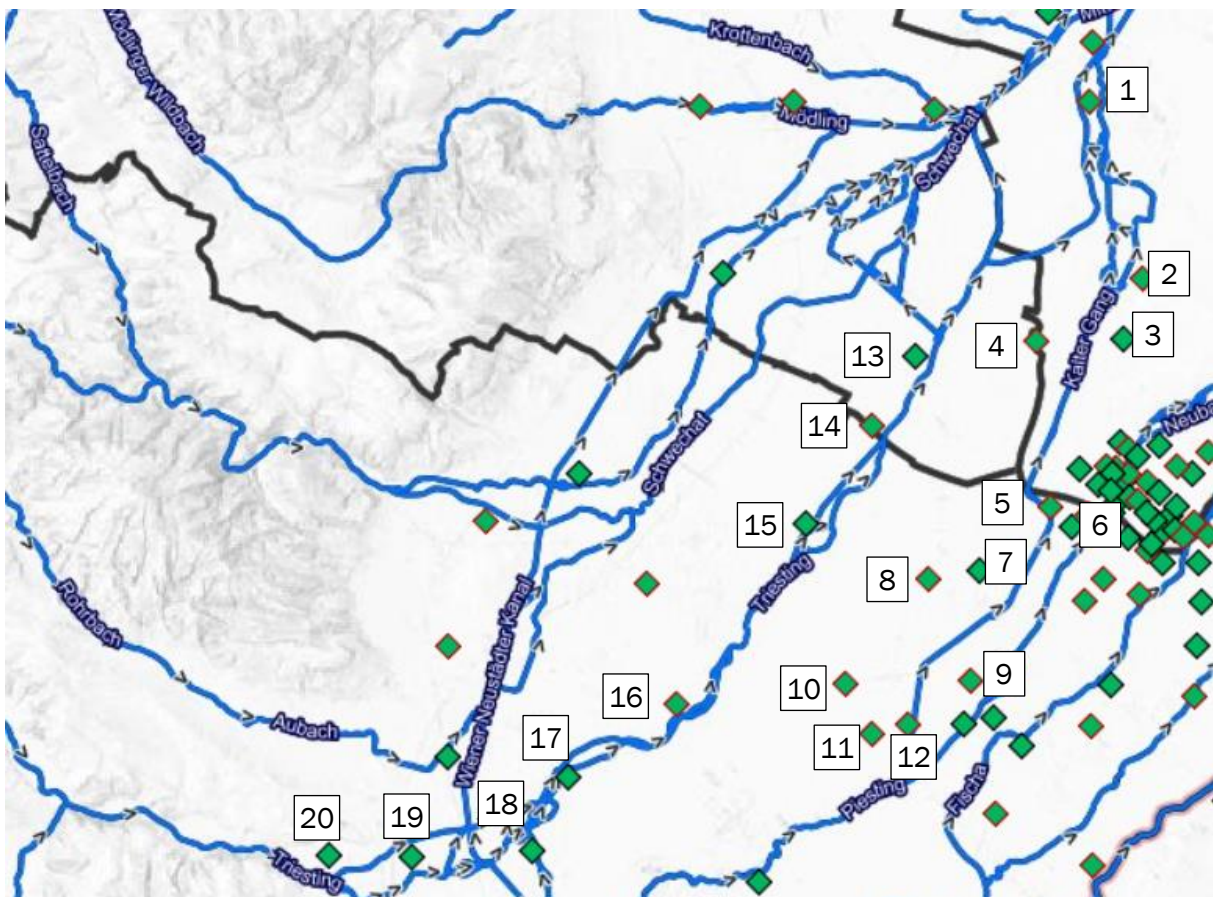 Mödlinger Wildbach
Krottenbach
1
Mödling
Sattelbach
Schwechat
2
Kalter Gang
3
4
13
14
Neuba
Schwechat
5
6
15
7
8
Triesting
Rohrbach
Wiener Neustädter Kanal
9
10
16
Aubach
11
12
17
Piesting
Fischa
18
19
20
Triesting